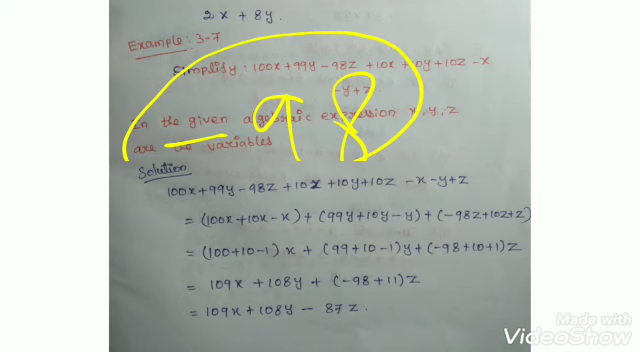 2x + 8y.
Example: 3-7
Simplify: 100x+99y-98z+10x+10y+10z-x
-y+z
In the given algebraic expression x, y, z
are the variables
-98
Solution
100x+99y-98z+10x+10y+10z-x-y+z
= (100x+10x-x)+(99y+10y-y)+(-98z+10z+z)
= (100+10-1)x + (99+10-1)y+(-98+10+1)z
= 109x+108y + (-98+11)z
= 109x+108y - 87z.
Made with
VideoShow